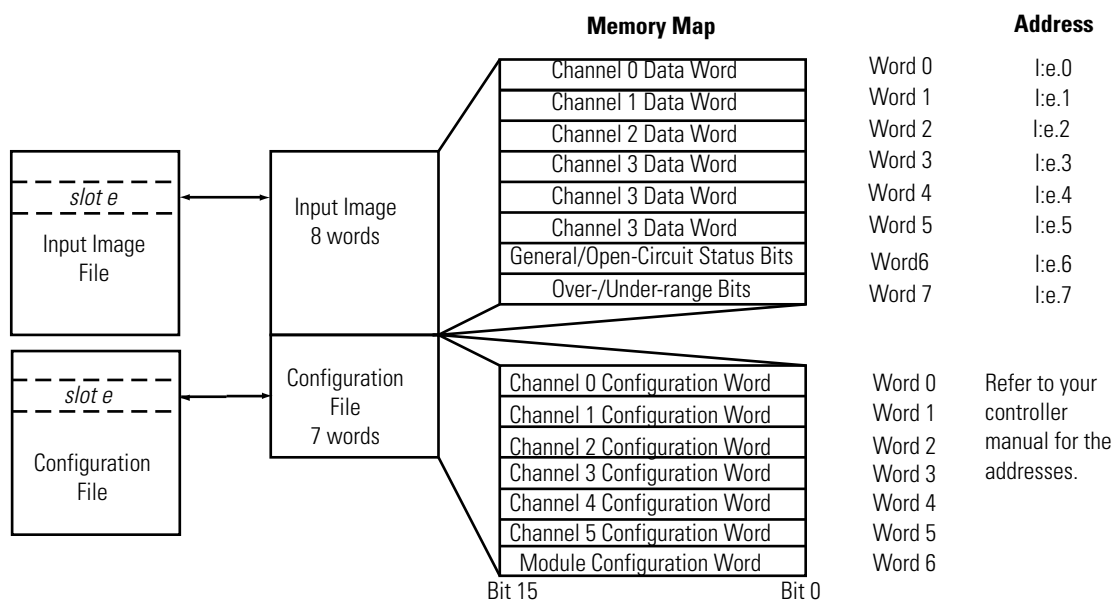 Memory Map
Address
Channel 0 Data Word
Word 0
I:e.0
Channel 1 Data Word
Word 1
I:e.1
Channel 2 Data Word
Word 2
I:e.2
Channel 3 Data Word
Word 3
I:e.3
Channel 3 Data Word
Word 4
I:e.4
Channel 3 Data Word
Word 5
I:e.5
General/Open-Circuit Status Bits
Word6
I:e.6
Over-/Under-range Bits
Word 7
I:e.7
slot e
Input Image
File
Input Image
8 words
slot e
Configuration
File
Configuration
File
7 words
Channel 0 Configuration Word
Word 0
Channel 1 Configuration Word
Word 1
Channel 2 Configuration Word
Word 2
Channel 3 Configuration Word
Word 3
Channel 4 Configuration Word
Word 4
Channel 5 Configuration Word
Word 5
Module Configuration Word
Word 6
Refer to your
controller
manual for the
addresses.
Bit 15
Bit 0